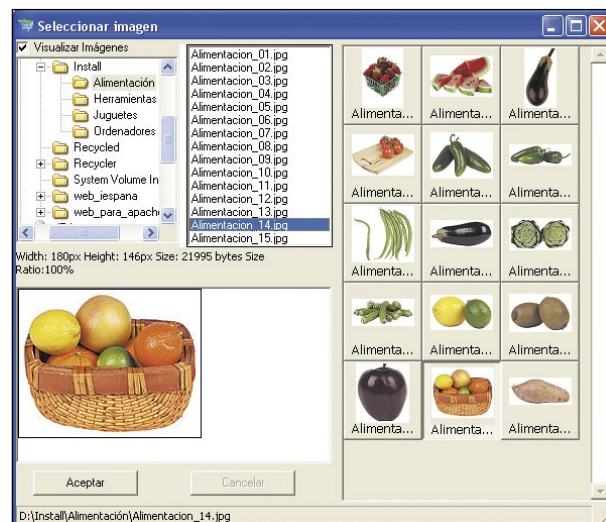 Seleccionar imagen
Visualizar Imágenes
Install
Alimentación
Herramientas
Juguetes
Ordenadores
Recycled
Recycler
System Volume In
web_iespana
web_para_apach
Alimentacion_01.jpg
Alimentacion_02.jpg
Alimentacion_03.jpg
Alimentacion_04.jpg
Alimentacion_05.jpg
Alimentacion_06.jpg
Alimentacion_07.jpg
Alimentacion_08.jpg
Alimentacion_09.jpg
Alimentacion_10.jpg
Alimentacion_11.jpg
Alimentacion_12.jpg
Alimentacion_13.jpg
Alimentacion_14.jpg
Alimentacion_15.jpg
Width: 180px Height: 146px Size: 21995 bytes Size
Ratio:100%
Alimenta... Alimenta... Alimenta...
Alimenta... Alimenta... Alimenta...
Alimenta... Alimenta... Alimenta...
Alimenta... Alimenta... Alimenta...
Alimenta... Alimenta... Alimenta...
Aceptar
Cancelar
D:\Install\Alimentación\Alimentacion_14.jpg